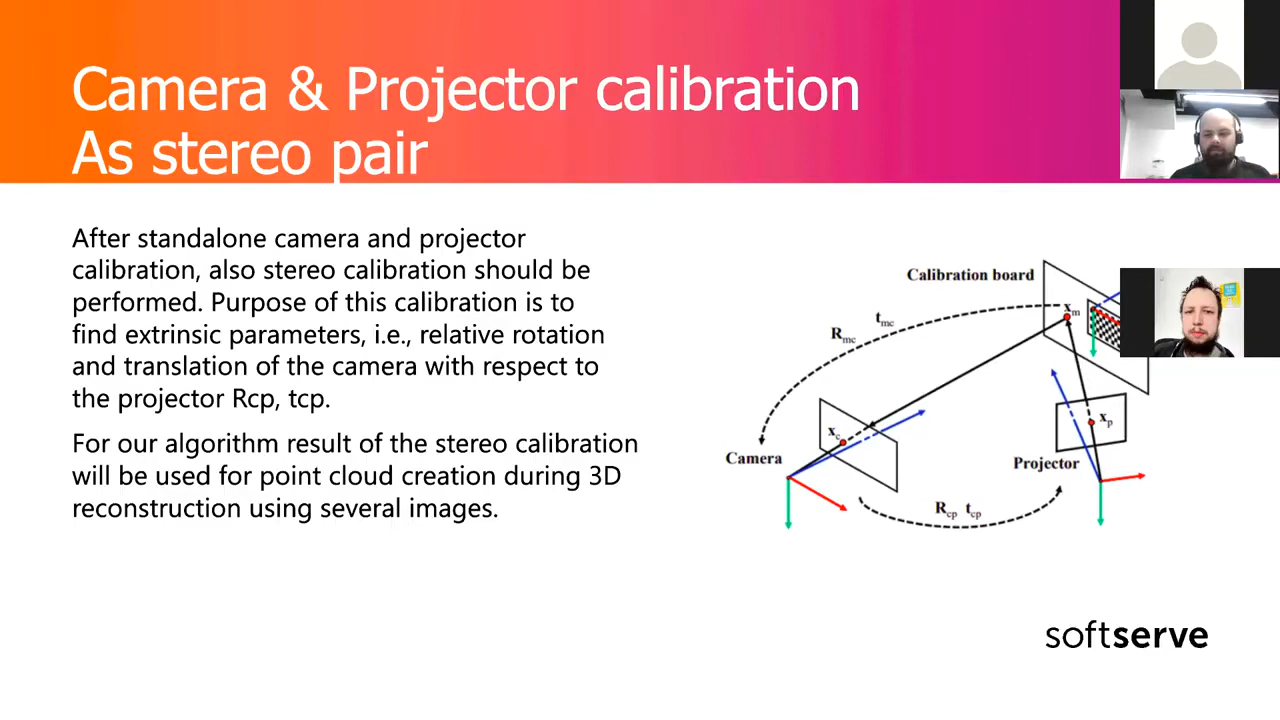 Camera & Projector calibration
As stereo pair
After standalone camera and projector
calibration, also stereo calibration should be
performed. Purpose of this calibration is to
find extrinsic parameters, i.e., relative rotation
and translation of the camera with respect to
the projector Rcp, tcp.
For our algorithm result of the stereo calibration
will be used for point cloud creation during 3D
reconstruction using several images.
Calibration board
xm
tmc
Rmc
xc
xp
Camera
Projector
Rcp tcp
softserve